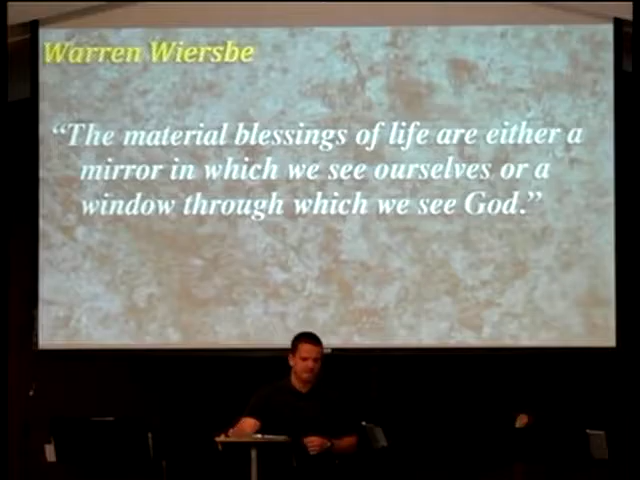 Warren Wiersbe
“The material blessings of life are either a
mirror in which we see ourselves or a
window through which we see God.”